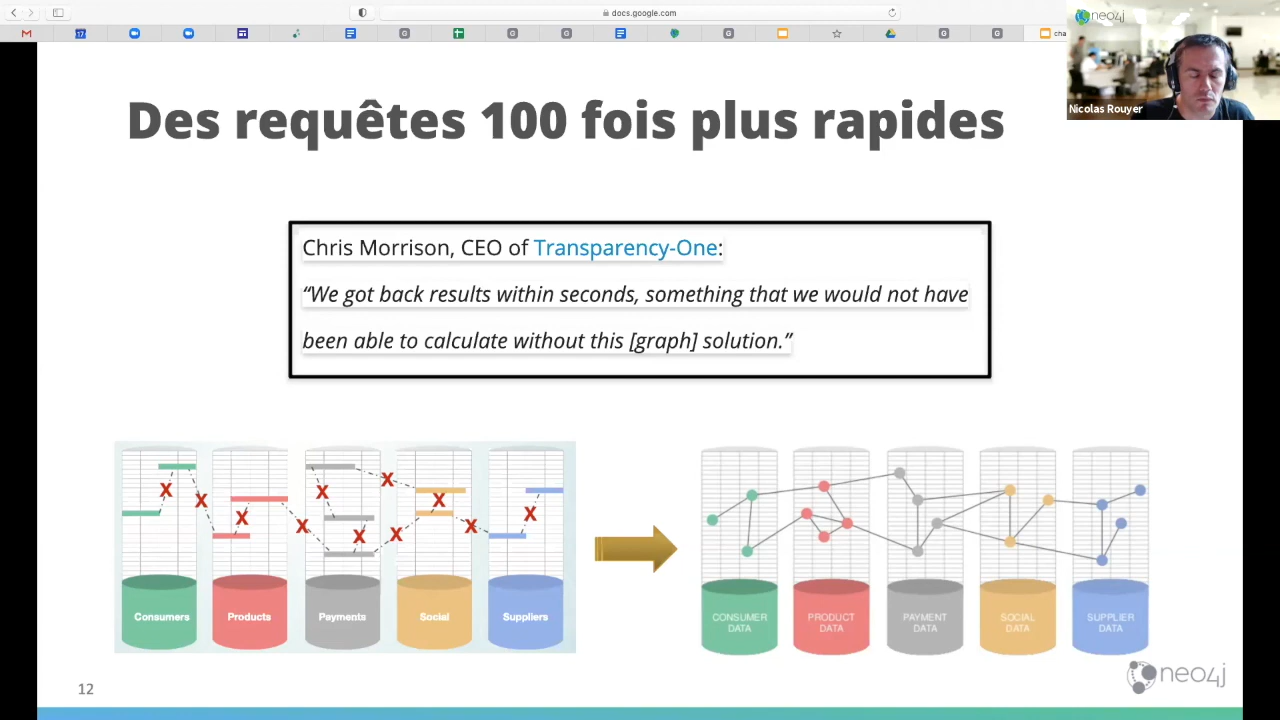 docs.google.com
17
cha
neo4j
Nicolas Rouyer
Des requêtes 100 fois plus rapides
Chris Morrison, CEO of Transparency-One:
“We got back results within seconds, something that we would not have
been able to calculate without this [graph] solution.”
X X X X X X X X X X X
Consumers Products Payments Social Suppliers
CONSUMER DATA
PRODUCT DATA
PAYMENT DATA
SOCIAL DATA
SUPPLIER DATA
12
neo4j